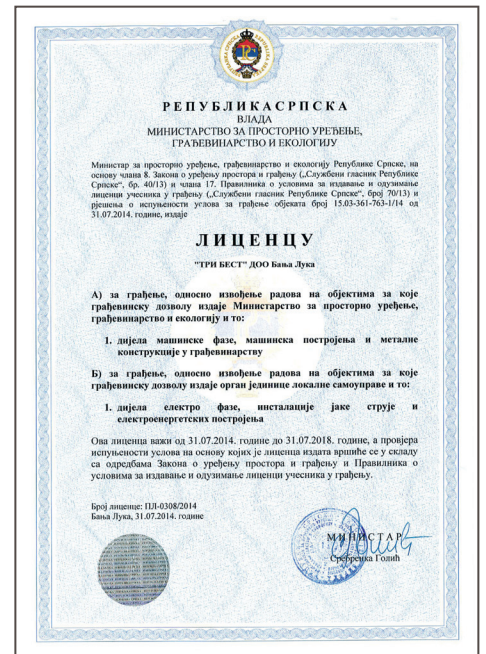 РЕПУБЛИКА СРПСКА
ВЛАДА
МИНИСТАРСТВО ЗА ПРОСТОРНО УРЕЂЕЊЕ,
ГРАЂЕВИНАРСТВО И ЕКОЛОГИЈУ
Министар за просторно уређење, грађевинарство и екологију Републике Српске, на
основу члана 8. Закона о уређењу простора и грађењу („Службени гласник Републике
Српске“, бр. 40/13) и члана 17. Правилника о условима за издавање и одузимање
лиценци учесника у грађењу („Службени гласник Републике Српске“, број 70/13) и
рјешења о испуњености услова за грађење објеката број 15.03-361-763-1/14 од
31.07.2014. године, издаје
ЛИЦЕНЦУ
"ТРИ БЕСТ" ДОО Бања Лука
А) за грађење, односно извођење радова на објектима за које
грађевинску дозволу издаје Министарство за просторно уређење,
грађевинарство и екологију и то:
1. дијела машинске фазе, машинска постројења и металне
конструкције у грађевинарству
Б) за грађење, односно извођење радова на објектима за које
грађевинску дозволу издаје орган јединице локалне самоуправе и то:
1. дијела електро фазе, инсталације јаке струје и
електроенергетских постројења
Ова лиценца важи од 31.07.2014. године до 31.07.2018. године, а провјера
испуњености услова на основу којих је лиценца издата вршиће се у складу
са одредбама Закона о уређењу простора и грађењу и Правилника о
условима за издавање и одузимање лиценци учесника у грађењу.
Број лиценце: ПЛ-0308/2014
Бања Лука, 31.07.2014. године
МИНИСТАР
Сребренка Голић